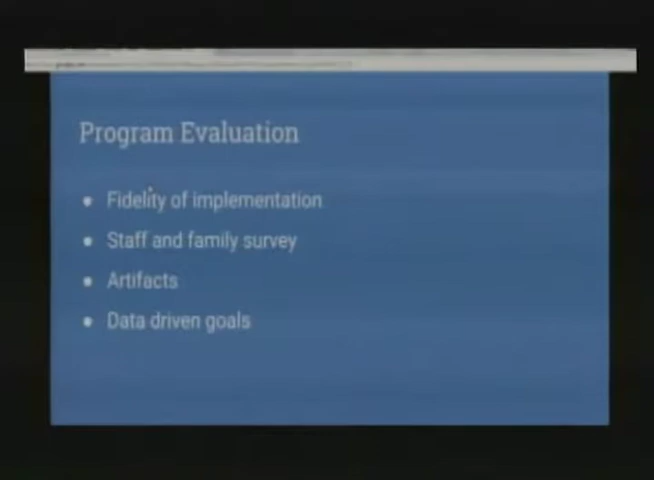 Program Evaluation
• Fidelity of implementation
• Staff and family survey
• Artifacts
• Data driven goals